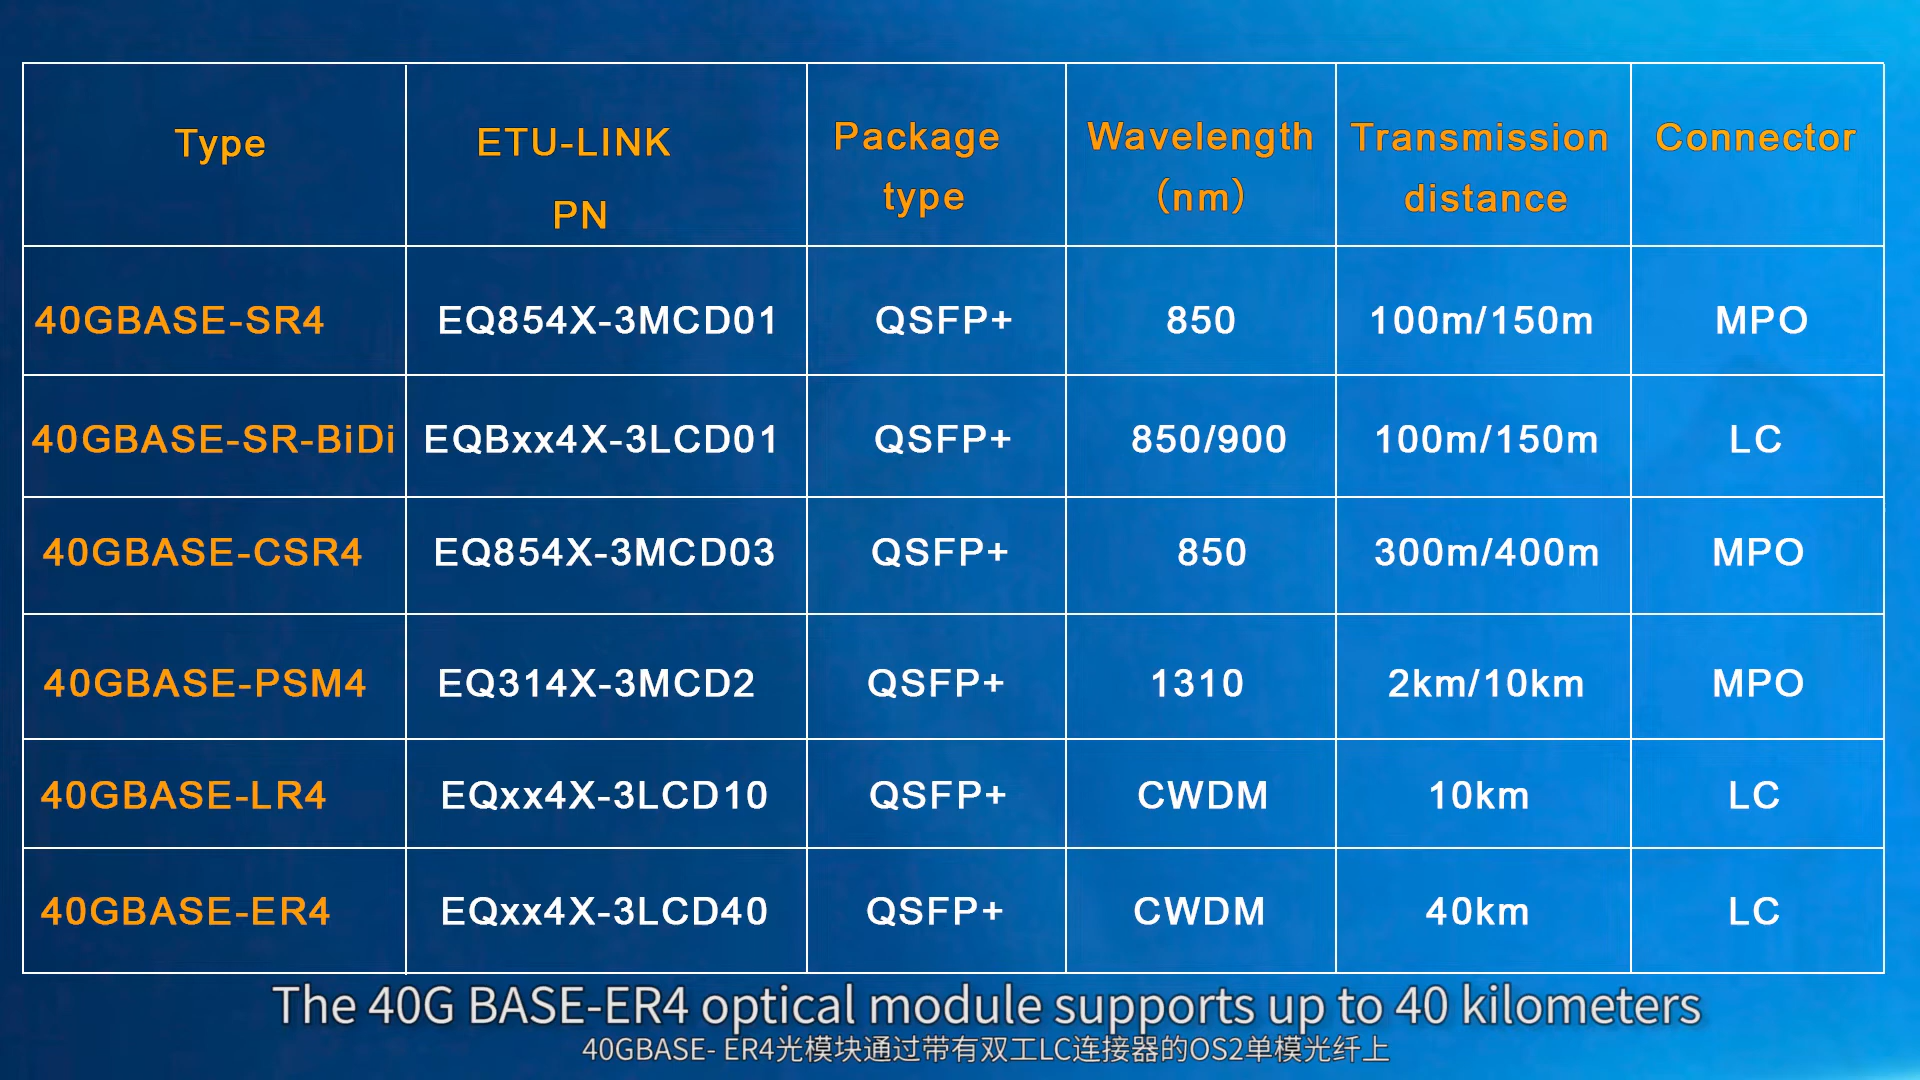 Type ETU-LINK PN Package type Wavelength (nm) Transmission distance Connector
40GBASE-SR4 EQ854X-3MCD01 QSFP+ 850 100m/150m MPO
40GBASE-SR-BiDi EQBxx4X-3LCD01 QSFP+ 850/900 100m/150m LC
40GBASE-CSR4 EQ854X-3MCD03 QSFP+ 850 300m/400m MPO
40GBASE-PSM4 EQ314X-3MCD2 QSFP+ 1310 2km/10km MPO
40GBASE-LR4 EQxx4X-3LCD10 QSFP+ CWDM 10km LC
40GBASE-ER4 EQxx4X-3LCD40 QSFP+ CWDM 40km LC
The 40G BASE-ER4 optical module supports up to 40 kilometers
40GBASE- ER4光模块通过带有双工LC连接器的OS2单模光纤上